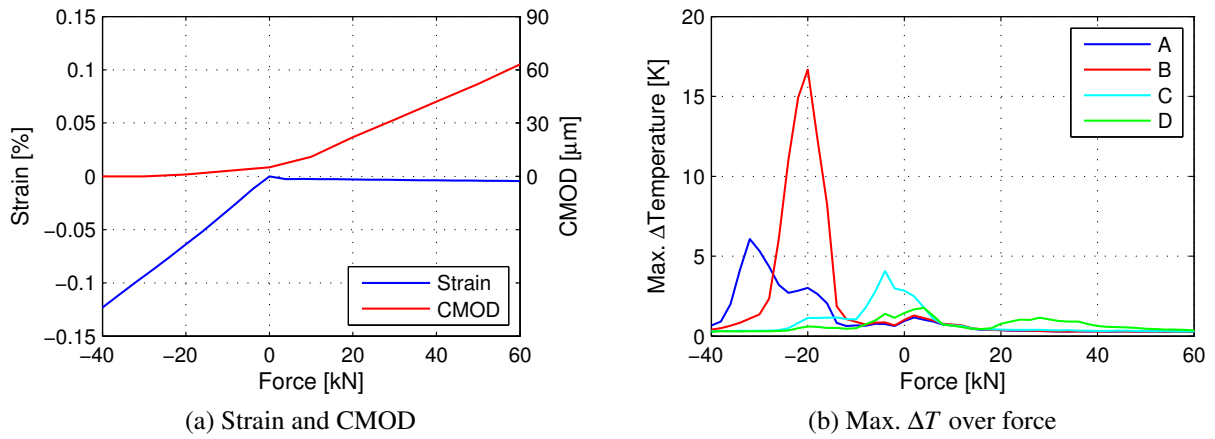 0.15
0.1
0.05
0
−0.05
−0.1
−0.15
Strain [%]
90
60
30
0
CMOD [µm]
Strain
CMOD
−40 −20 0 20 40 60
Force [kN]
(a) Strain and CMOD
20
15
10
5
0
Max. ΔTemperature [K]
A
B
C
D
−40 −20 0 20 40 60
Force [kN]
(b) Max. ΔT over force